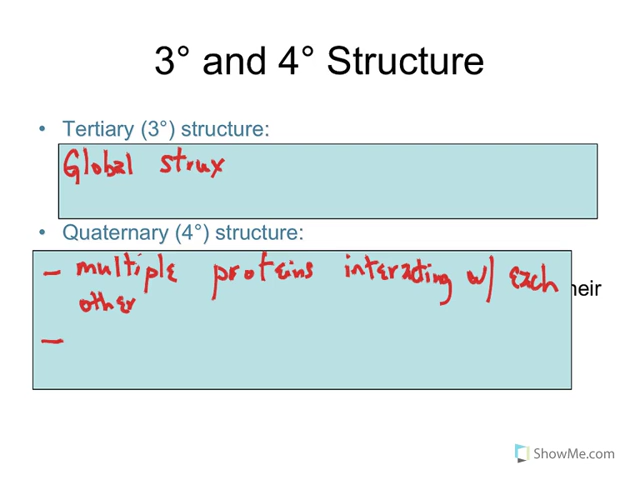 3° and 4° Structure
• Tertiary (3°) structure:
Global strux
• Quaternary (4°) structure:
- multiple proteins interacting w/ each
heir
other
-
ShowMe.com